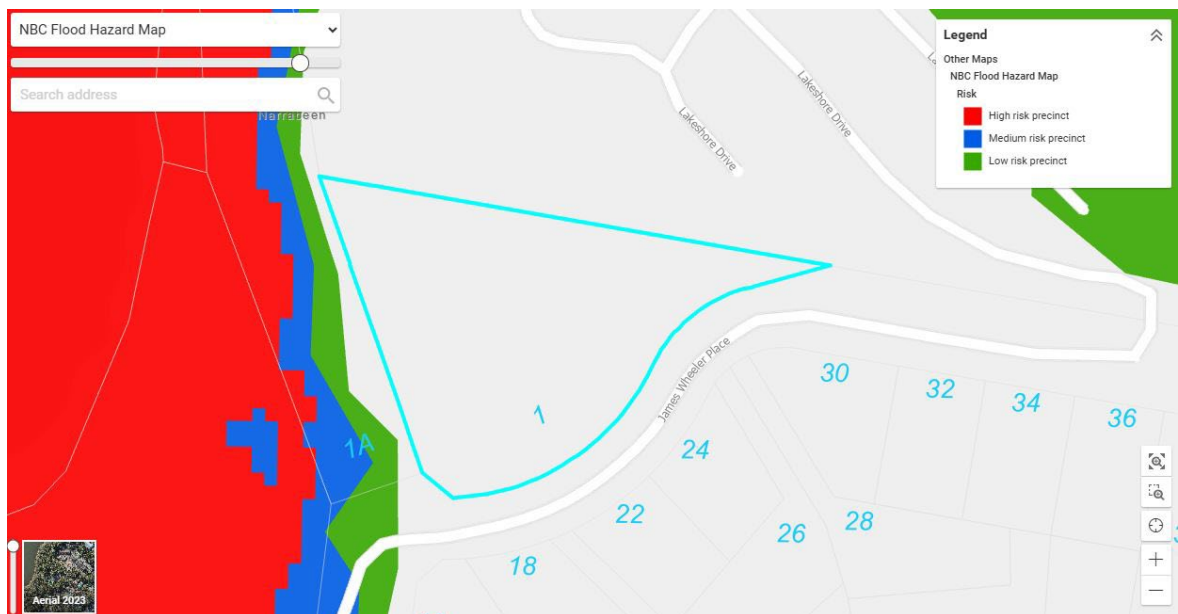 NBC Flood Hazard Map
Search address
Narrabeen
Legend
Other Maps
NBC Flood Hazard Map
Risk
High risk precinct
Medium risk precinct
Low risk precinct
Lakeshore Drive
Lakeshore Drive
James Wheeler Place
1
1A
30
32
34
36
24
22
26
28
18
Aerial 2023